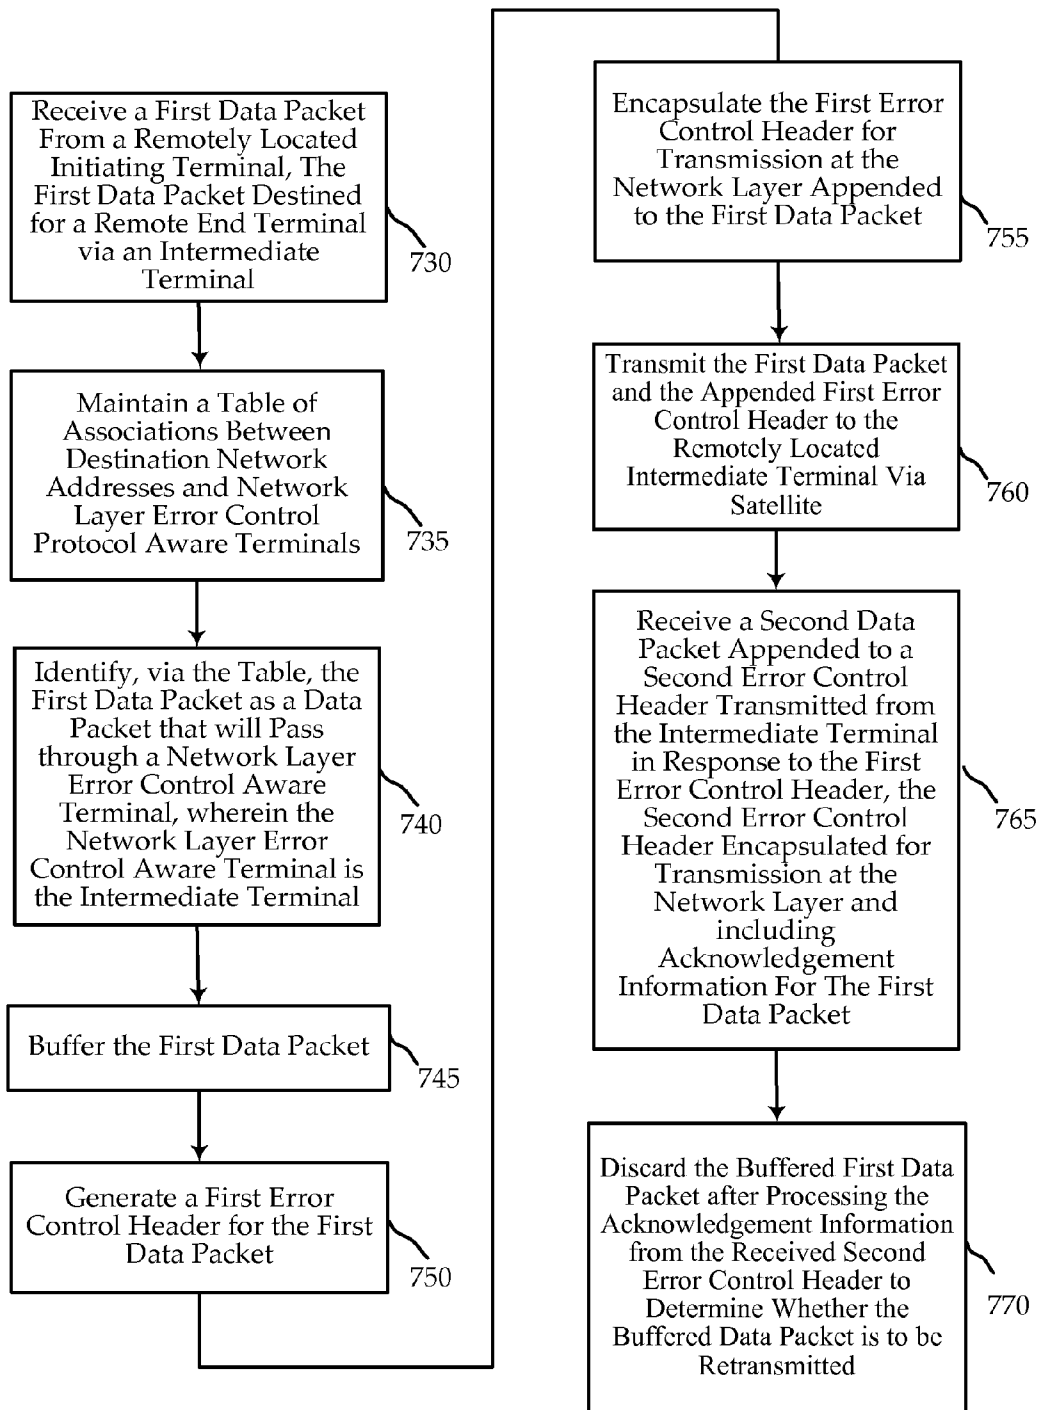 Receive a First Data Packet
From a Remotely Located
Initiating Terminal, The
First Data Packet Destined
for a Remote End Terminal
via an Intermediate
Terminal
730
Maintain a Table of
Associations Between
Destination Network
Addresses and Network
Layer Error Control
Protocol Aware Terminals
735
Identify, via the Table, the
First Data Packet as a Data
Packet that will Pass
through a Network Layer
Error Control Aware
Terminal, wherein the
Network Layer Error
Control Aware Terminal is
the Intermediate Terminal
740
Buffer the First Data Packet
745
Generate a First Error
Control Header for the First
Data Packet
750
Encapsulate the First Error
Control Header for
Transmission at the
Network Layer Appended
to the First Data Packet
755
Transmit the First Data Packet
and the Appended First Error
Control Header to the
Remotely Located
Intermediate Terminal Via
Satellite
760
Receive a Second Data
Packet Appended to a
Second Error Control
Header Transmitted from
the Intermediate Terminal
in Response to the First
Error Control Header, the
Second Error Control
Header Encapsulated for
Transmission at the
Network Layer and
including
Acknowledgement
Information For The First
Data Packet
765
Discard the Buffered First Data
Packet after Processing the
Acknowledgement Information
from the Received Second
Error Control Header to
Determine Whether the
Buffered Data Packet is to be
Retransmitted
770